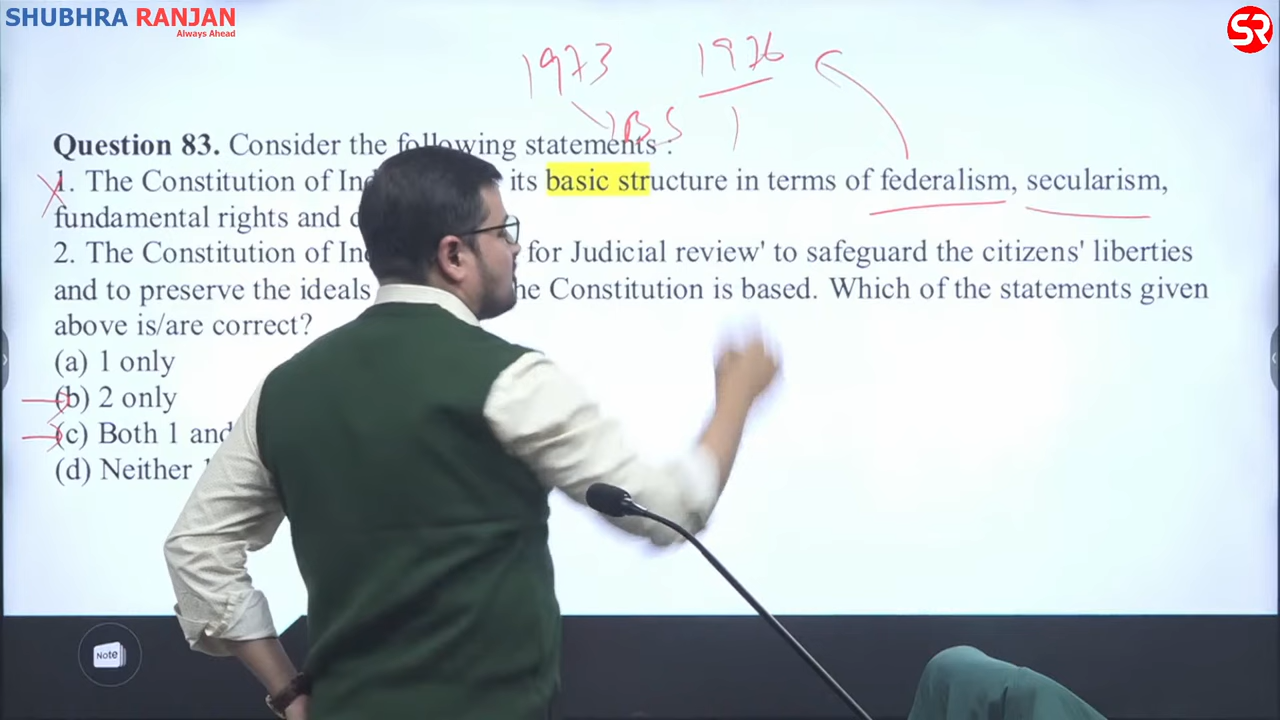 SHUBHRA RANJAN
Always Ahead
SR
1973 1976
BS
Question 83. Consider the following statements :
1. The Constitution of its basic structure in terms of federalism, secularism,
fundamental rights and
2. The Constitution of for Judicial review' to safeguard the citizens' liberties
and to preserve the ideals the Constitution is based. Which of the statements given
above is/are correct?
(a) 1 only
(b) 2 only
(c) Both 1 and
(d) Neither
Note